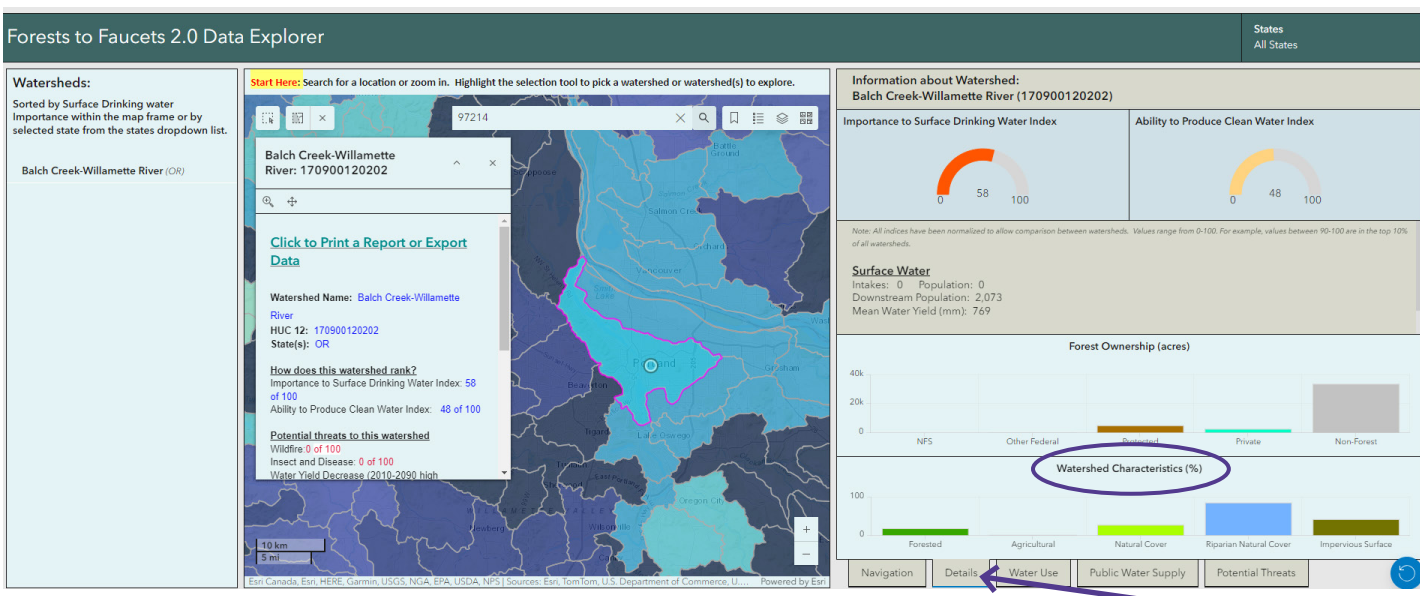 Forests to Faucets 2.0 Data Explorer
States
All States
Watersheds:
Sorted by Surface Drinking water
Importance within the map frame or by
selected state from the states dropdown list.
Balch Creek-Willamette River (OR)
Start Here: Search for a location or zoom in. Highlight the selection tool to pick a watershed or watershed(s) to explore.
97214
Balch Creek-Willamette
River: 170900120202
Click to Print a Report or Export
Data
Watershed Name: Balch Creek-Willamette
River
HUC 12: 170900120202
State(s): OR
How does this watershed rank?
Importance to Surface Drinking Water Index: 58
of 100
Ability to Produce Clean Water Index: 48 of 100
Potential threats to this watershed
Wildfire:0 of 100
Insect and Disease: 0 of 100
Water Yield Decrease (2010-2090 high
Battle
Ground
Salmon Creek
Orchards
Vancouver
Portland
Gresham
Beaverton
Tigard
Lake Oswego
Oregon City
WILLAMETTE VALLEY
Newberg
Wilsonville
10 km
5 mi
+
−
Esri Canada, Esri, HERE, Garmin, USGS, NGA, EPA, USDA, NPS | Sources: Esri, TomTom, U.S. Department of Commerce, U....
Powered by Esri
Information about Watershed:
Balch Creek-Willamette River (170900120202)
Importance to Surface Drinking Water Index
58
0
100
Ability to Produce Clean Water Index
48
0
100
Note: All indices have been normalized to allow comparison between watersheds. Values range from 0-100. For example, values between 90-100 are in the top 10%
of all watersheds.
Surface Water
Intakes: 0 Population: 0
Downstream Population: 2,073
Mean Water Yield (mm): 769
Forest Ownership (acres)
40k
20k
0
NFS
Other Federal
Protected
Private
Non-Forest
Watershed Characteristics (%)
100
0
Forested
Agricultural
Natural Cover
Riparian Natural Cover
Impervious Surface
Navigation
Details
Water Use
Public Water Supply
Potential Threats